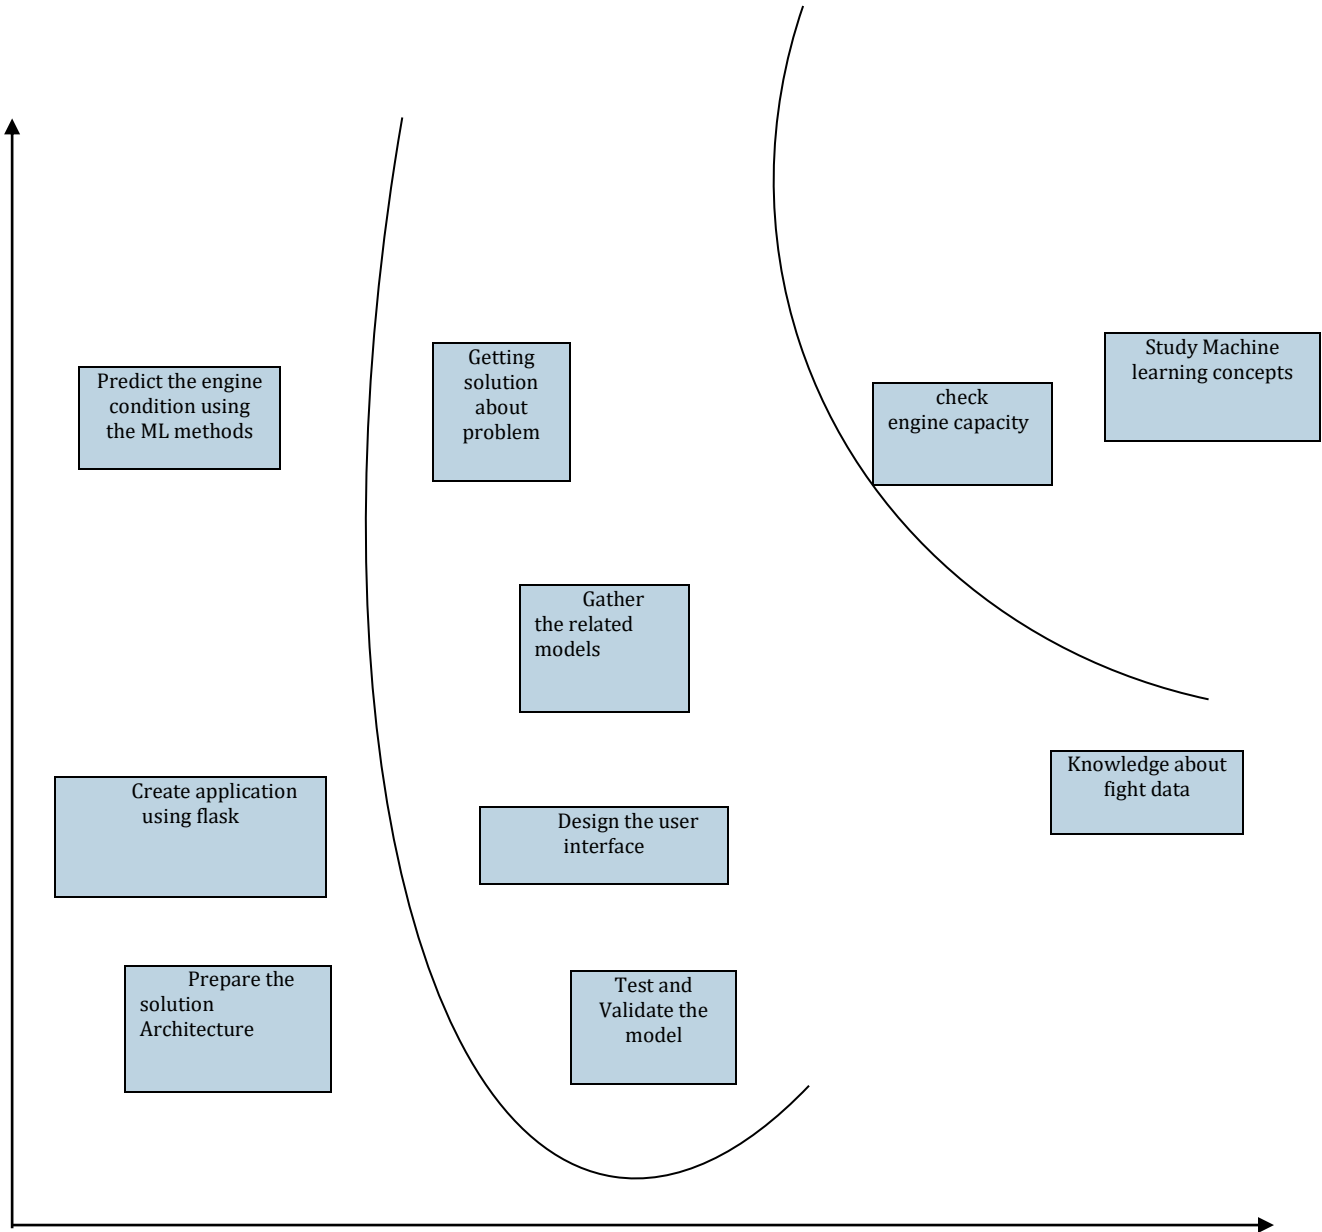 Predict the engine
condition using
the ML methods
Getting
solution
about
problem
check
engine capacity
Study Machine
learning concepts
Gather
the related
models
Create application
using flask
Design the user
interface
Knowledge about
fight data
Prepare the
solution
Architecture
Test and
Validate the
model